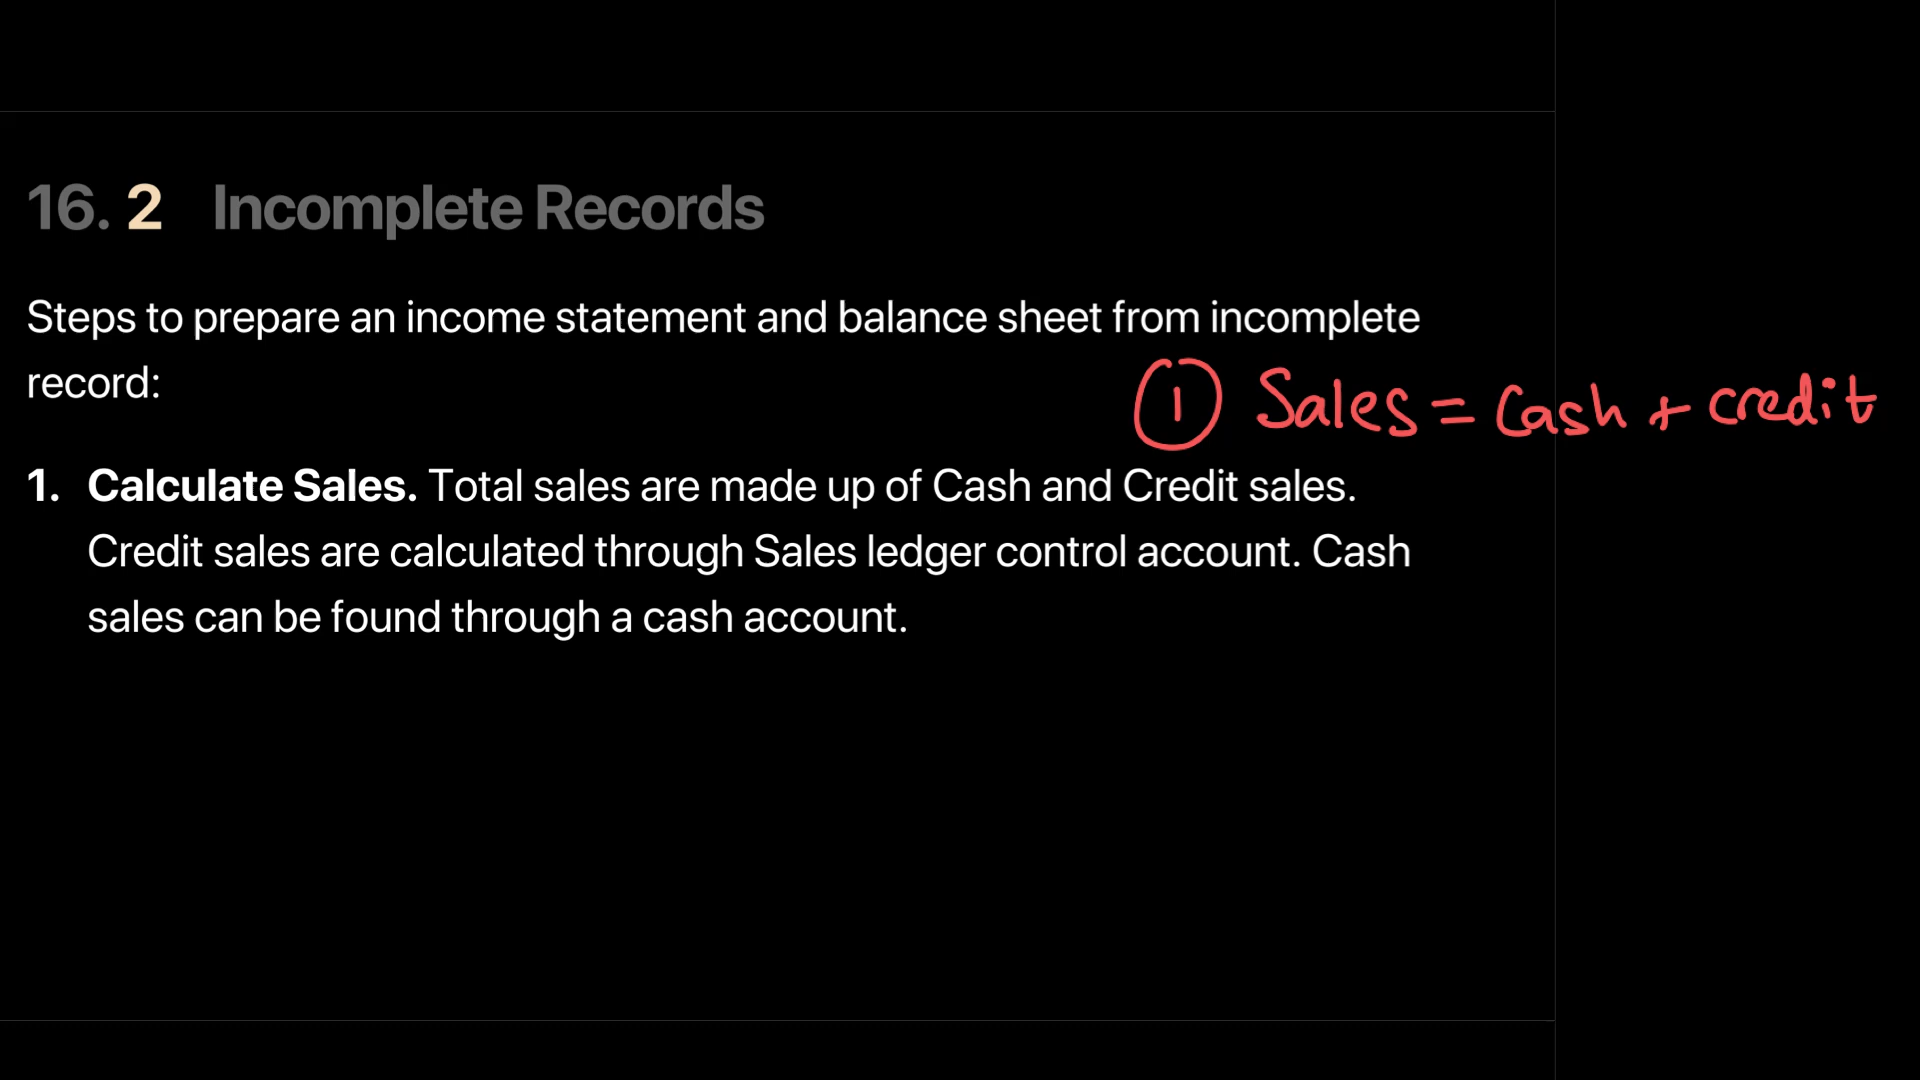 16. 2 Incomplete Records
Steps to prepare an income statement and balance sheet from incomplete
record:
① Sales = Cash + credit
1. Calculate Sales. Total sales are made up of Cash and Credit sales.
Credit sales are calculated through Sales ledger control account. Cash
sales can be found through a cash account.